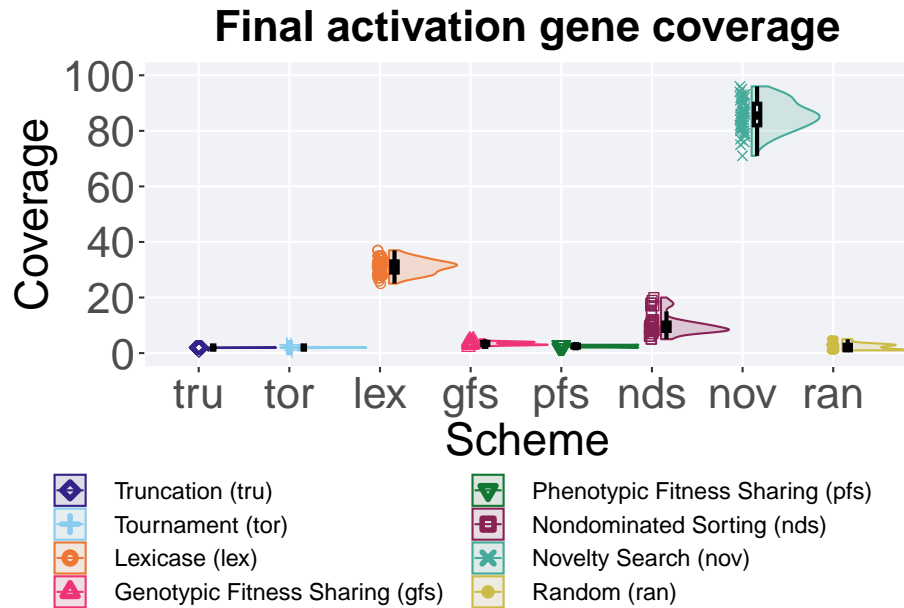 Final activation gene coverage
100
80
60
40
20
0
Coverage
tru tor lex gfs pfs nds nov ran
Scheme
Truncation (tru)
Tournament (tor)
Lexicase (lex)
Genotypic Fitness Sharing (gfs)
Phenotypic Fitness Sharing (pfs)
Nondominated Sorting (nds)
Novelty Search (nov)
Random (ran)